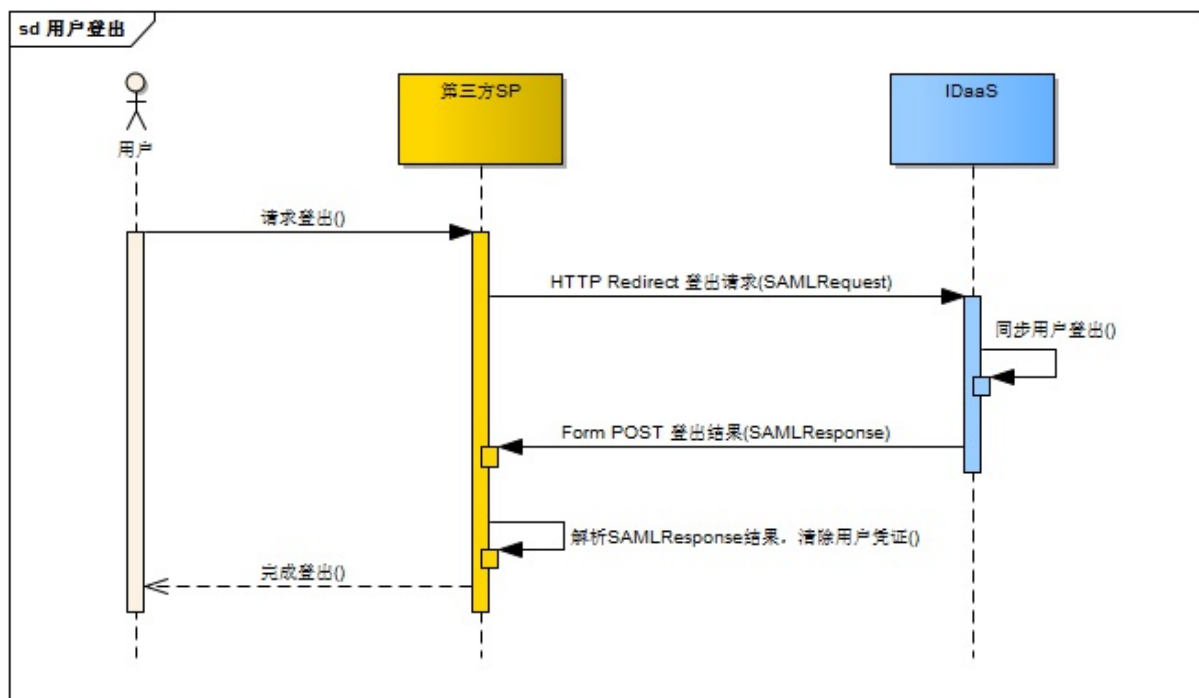 sd 用户登出
第三方SP
IDaaS
用户
请求登出()
HTTP Redirect 登出请求(SAMLRequest)
同步用户登出()
Form POST 登出结果(SAMLResponse)
解析SAMLResponse结果，清除用户凭证()
完成登出()